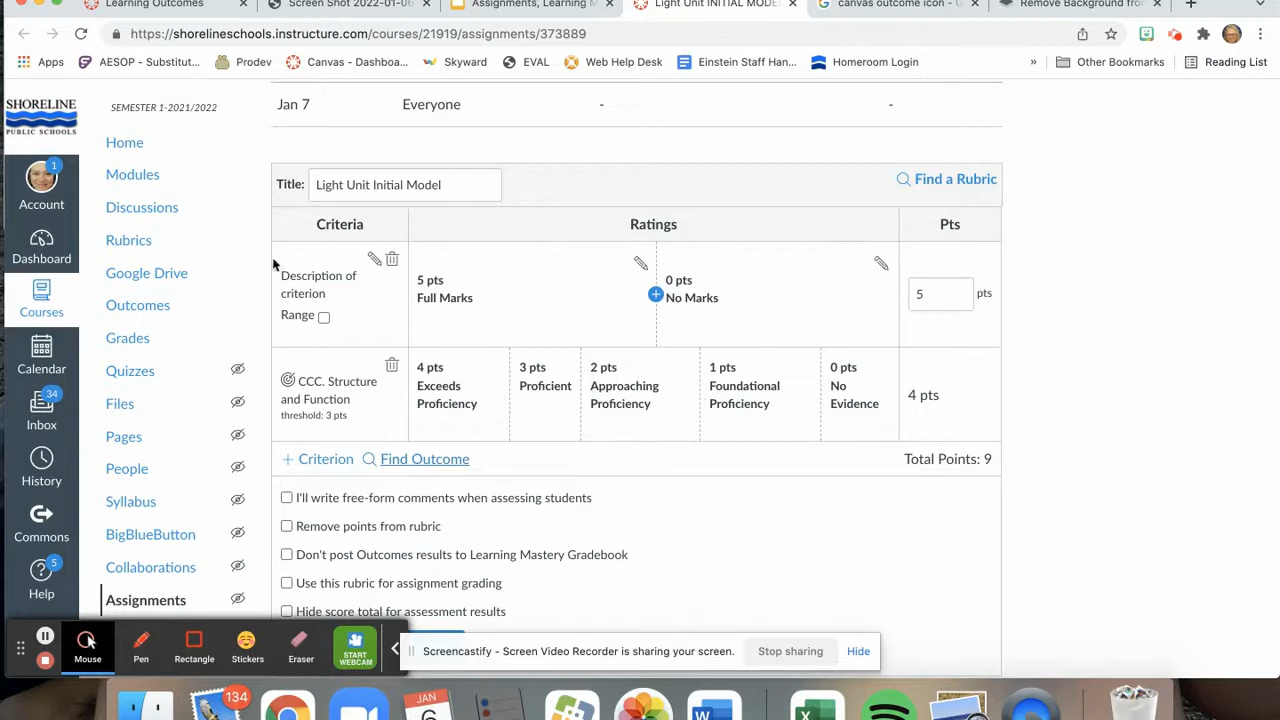 Learning Outcomes
Screen Shot 2022-01-06
Assignments, Learning M
Light Unit INITIAL MODE
canvas outcome icon - G
Remove Background from
https://shorelineschools.instructure.com/courses/21919/assignments/373889
Apps
AESOP - Substitut...
Prodev
Canvas - Dashboa...
Skyward
EVAL
Web Help Desk
Einstein Staff Han...
Homeroom Login
»
Other Bookmarks
Reading List
SHORELINE
PUBLIC SCHOOLS
1
Account
Dashboard
Courses
Calendar
34
Inbox
History
Commons
5
Help
SEMESTER 1-2021/2022
Home
Modules
Discussions
Rubrics
Google Drive
Outcomes
Grades
Quizzes
Files
Pages
People
Syllabus
BigBlueButton
Collaborations
Assignments
Jan 7 Everyone - -
Title: Light Unit Initial Model
Find a Rubric
Criteria Ratings Pts
Description of
criterion
Range
5 pts
Full Marks
0 pts
No Marks
5 pts
CCC. Structure
and Function
threshold: 3 pts
4 pts
Exceeds
Proficiency
3 pts
Proficient
2 pts
Approaching
Proficiency
1 pts
Foundational
Proficiency
0 pts
No
Evidence
4 pts
+ Criterion Find Outcome Total Points: 9
I'll write free-form comments when assessing students
Remove points from rubric
Don't post Outcomes results to Learning Mastery Gradebook
Use this rubric for assignment grading
Hide score total for assessment results
Mouse
Pen
Rectangle
Stickers
Eraser
START
WEBCAM
Screencastify - Screen Video Recorder is sharing your screen.
Stop sharing
Hide
134
JAN
6
W
X